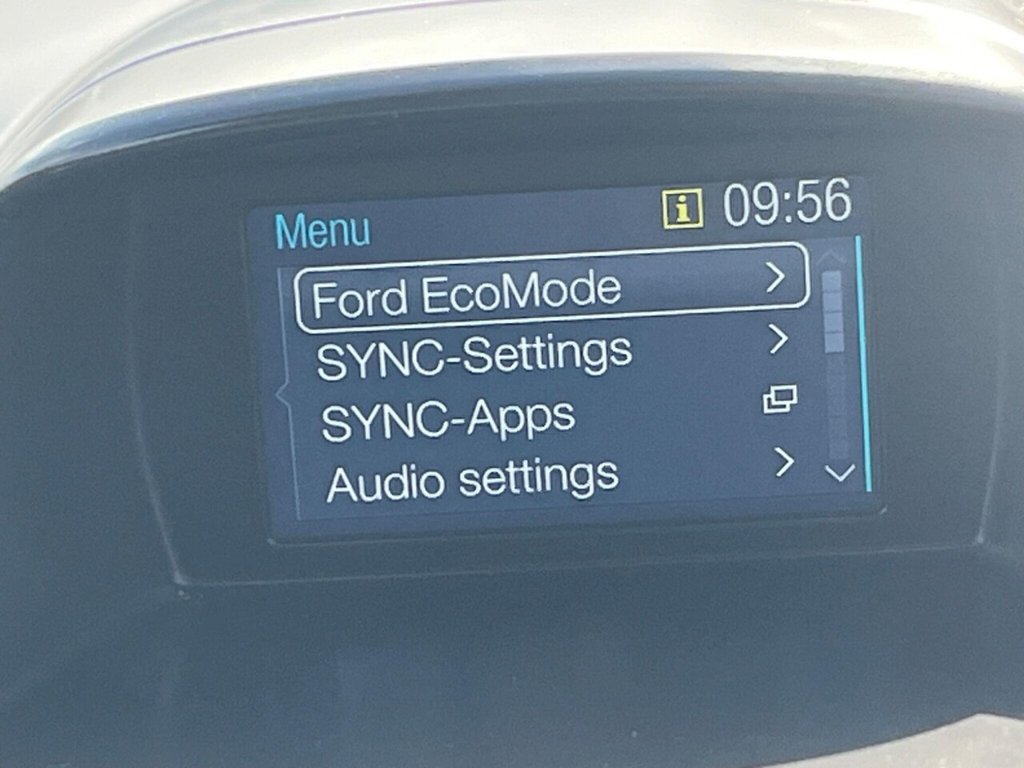 Menu i 09:56
Ford EcoMode
SYNC-Settings
SYNC-Apps
Audio settings